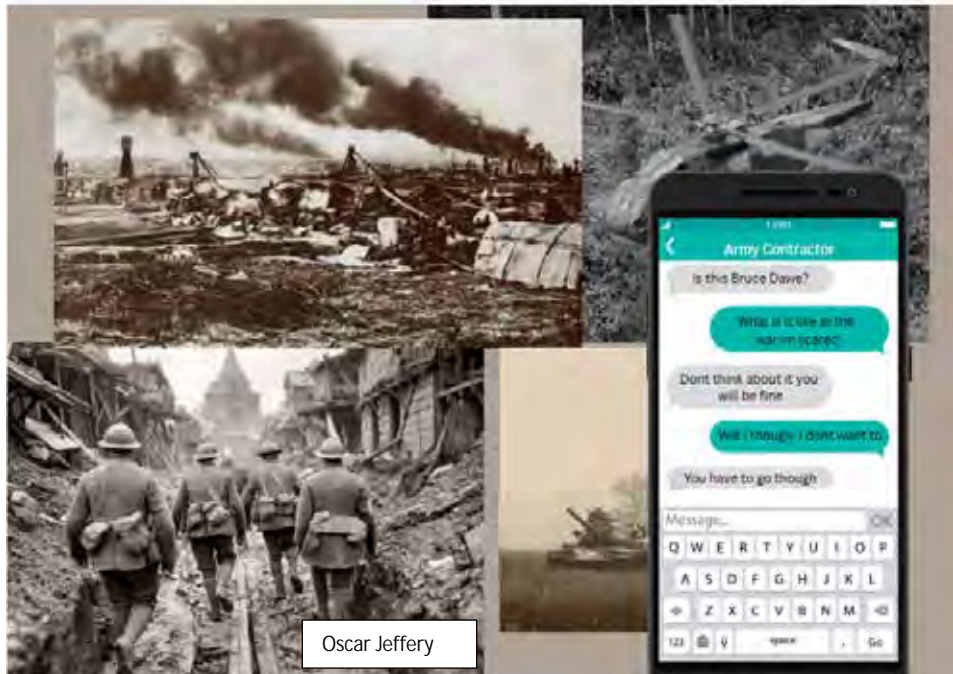 Army Contractor
Is this Bruce Dawe?
What is it like at the
war im scared
Dont think about it you
will be fine
Will i though i dont want to
You have to go though
Message...
OK
Q W E R T Y U I O P
A S D F G H J K L
Z X C V B N M
123
space
.
Go
Oscar Jeffery